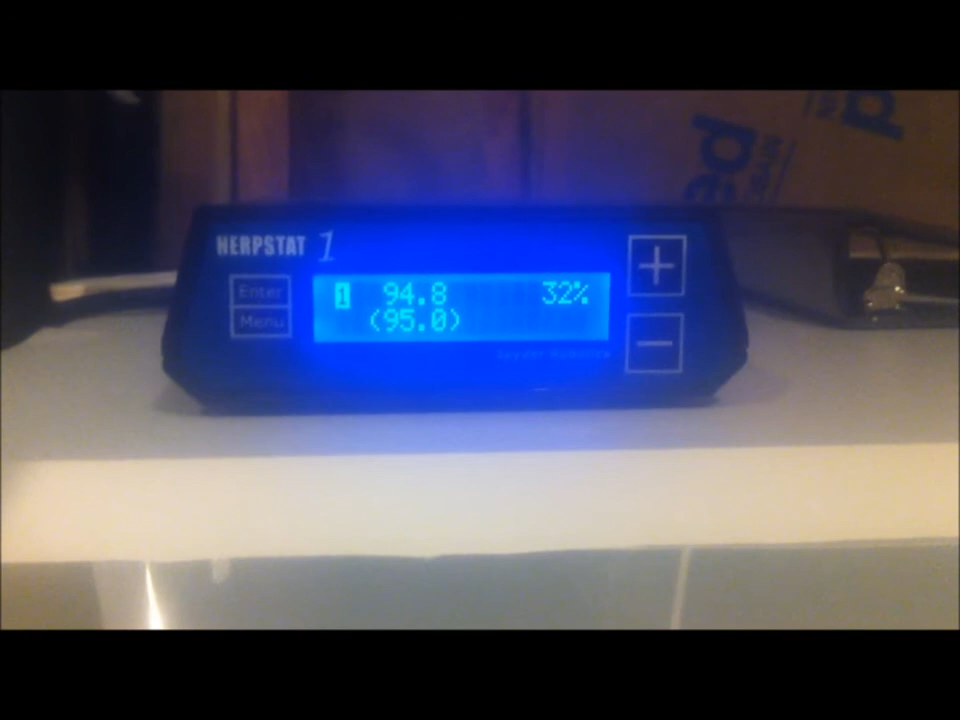 HERPSTAT 1
Enter
Menu
1 94.8 32%
(95.0)
+
−